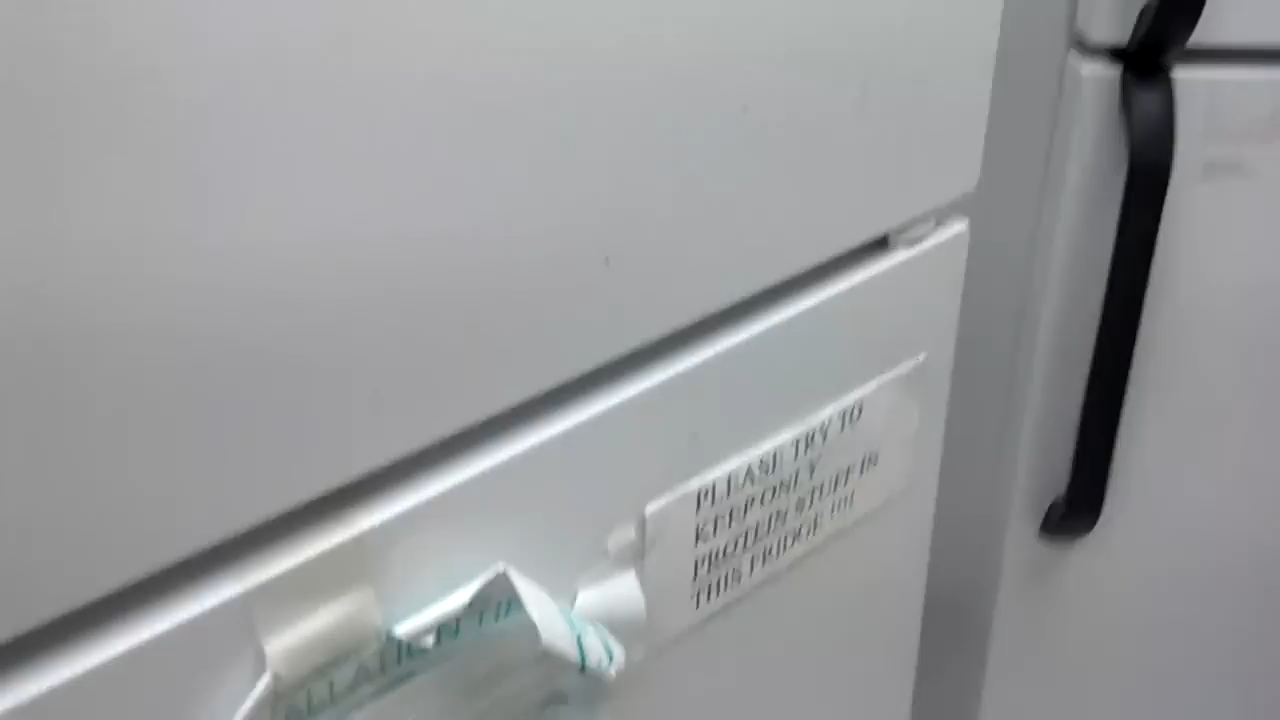 PLEASE TRY TO
KEEP ONLY
PROTEIN STUFF IN
THIS FRIDGE !!!!